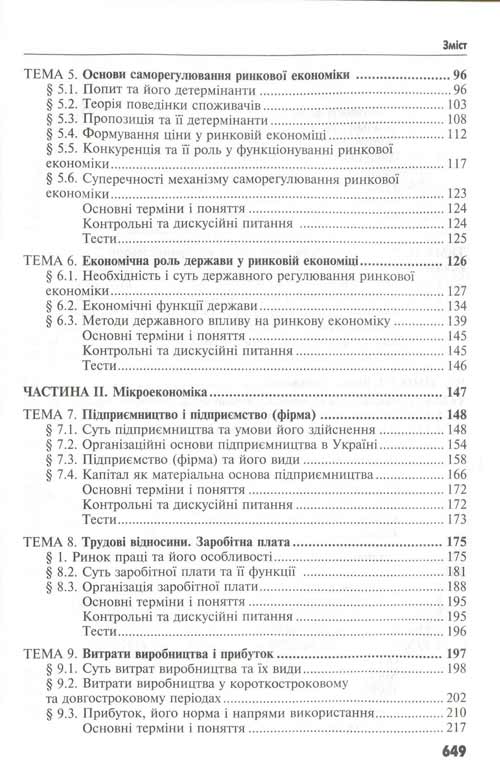 Зміст
ТЕМА 5. Основи саморегулювання ринкової економіки ........................ 96
§ 5.1. Попит та його детермінанти ........................ 96
§ 5.2. Теорія поведінки споживачів ........................ 103
§ 5.3. Пропозиція та її детермінанти ........................ 108
§ 5.4. Формування ціни у ринковій економіці ........................ 112
§ 5.5. Конкуренція та її роль у функціонуванні ринкової
економіки ........................ 117
§ 5.6. Суперечності механізму саморегулювання ринкової
економіки ........................ 123
Основні терміни і поняття ........................ 124
Контрольні та дискусійні питання ........................ 124
Тести ........................ 125
ТЕМА 6. Економічна роль держави у ринковій економіці ........................ 126
§ 6.1. Необхідність і суть державного регулювання ринкової
економіки ........................ 127
§ 6.2. Економічні функції держави ........................ 134
§ 6.3. Методи державного впливу на ринкову економіку ........................ 139
Основні терміни і поняття ........................ 145
Контрольні та дискусійні питання ........................ 145
Тести ........................ 146
ЧАСТИНА II. Мікроекономіка ........................ 147
ТЕМА 7. Підприємництво і підприємство (фірма) ........................ 148
§ 7.1. Суть підприємництва та умови його здійснення ........................ 148
§ 7.2. Організаційні основи підприємництва в Україні ........................ 154
§ 7.3. Підприємство (фірма) та його види ........................ 158
§ 7.4. Капітал як матеріальна основа підприємництва ........................ 166
Основні терміни і поняття ........................ 172
Контрольні та дискусійні питання ........................ 172
Тести ........................ 173
ТЕМА 8. Трудові відносини. Заробітна плата ........................ 175
§ 1. Ринок праці та його особливості ........................ 175
§ 8.2. Суть заробітної плати та її функції ........................ 181
§ 8.3. Організація заробітної плати ........................ 188
Основні терміни і поняття ........................ 195
Контрольні та дискусійні питання ........................ 195
Тести ........................ 196
ТЕМА 9. Витрати виробництва і прибуток ........................ 197
§ 9.1. Суть витрат виробництва та їх види ........................ 198
§ 9.2. Витрати виробництва у короткостроковому
та довгостроковому періодах ........................ 202
§ 9.3. Прибуток, його норма і напрями використання ........................ 210
Основні терміни і поняття ........................ 217
649